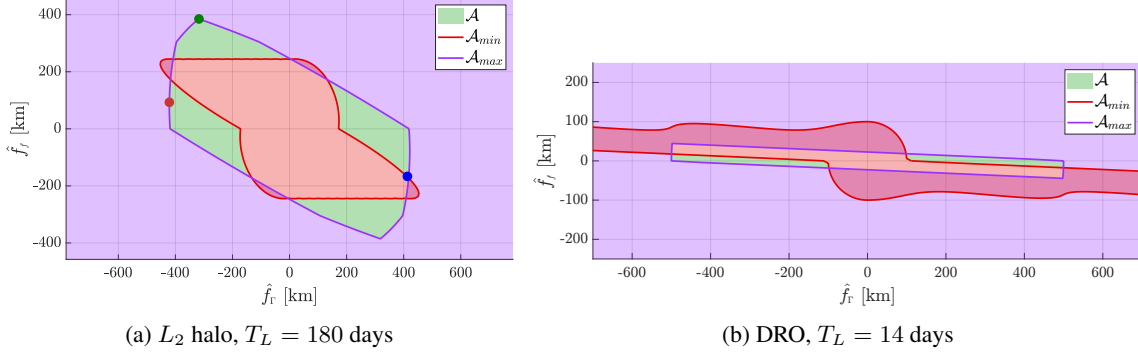 400
200
0
-200
-400
f̂_f [km]
-600 -400 -200 0 200 400 600
f̂_Γ [km]
𝒜
𝒜_min
𝒜_max
(a) L₂ halo, T_L = 180 days
200
100
0
-100
-200
f̂_f [km]
-600 -400 -200 0 200 400 600
f̂_Γ [km]
𝒜
𝒜_min
𝒜_max
(b) DRO, T_L = 14 days